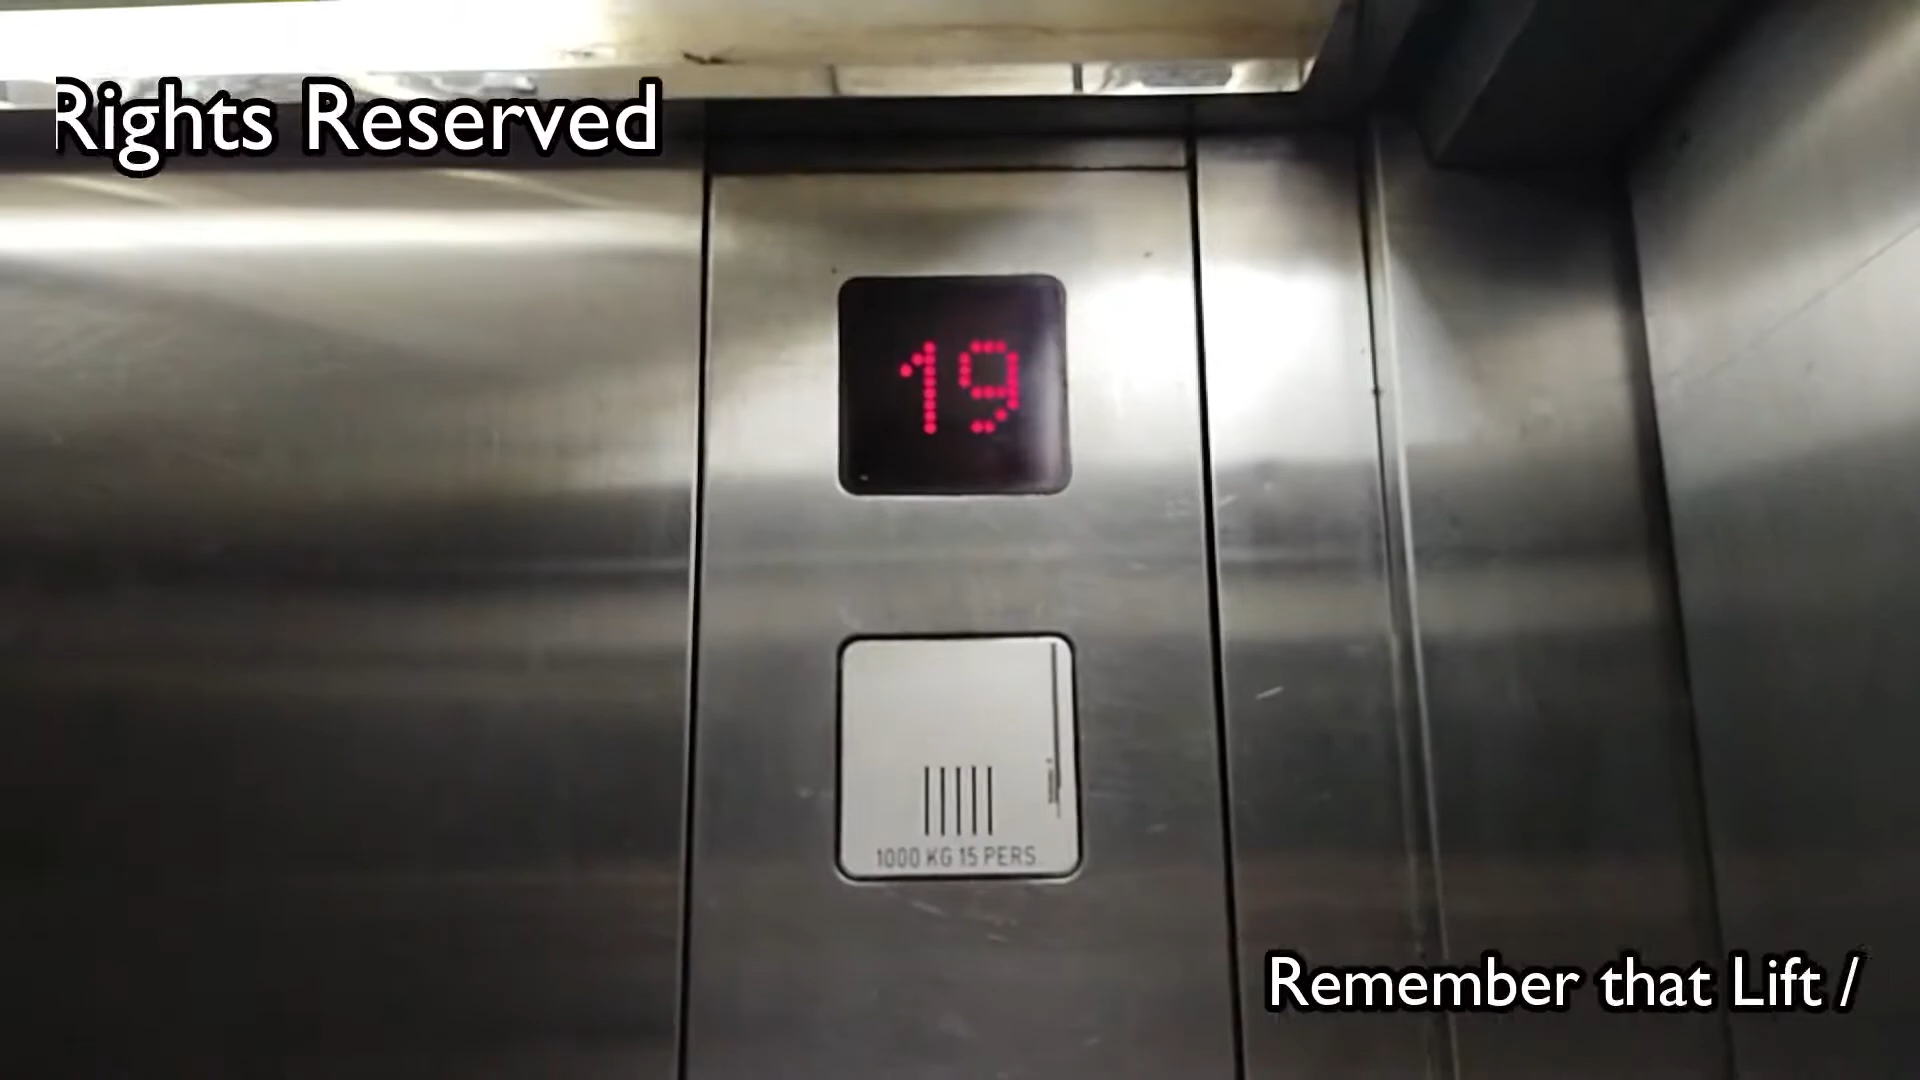 Rights Reserved
19
1000 KG 15 PERS
Remember that Lift /